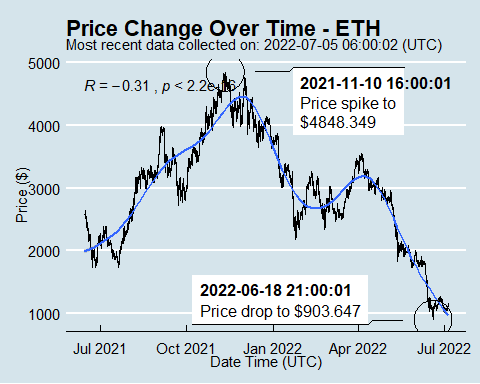 Price Change Over Time - ETH
Most recent data collected on: 2022-07-05 06:00:02 (UTC)
Price ($)
5000
4000
3000
2000
1000
R = −0.31 , p < 2.2e
2021-11-10 16:00:01
Price spike to
$4848.349
2022-06-18 21:00:01
Price drop to $903.647
Jul 2021
Oct 2021
Jan 2022
Apr 2022
Jul 2022
Date Time (UTC)